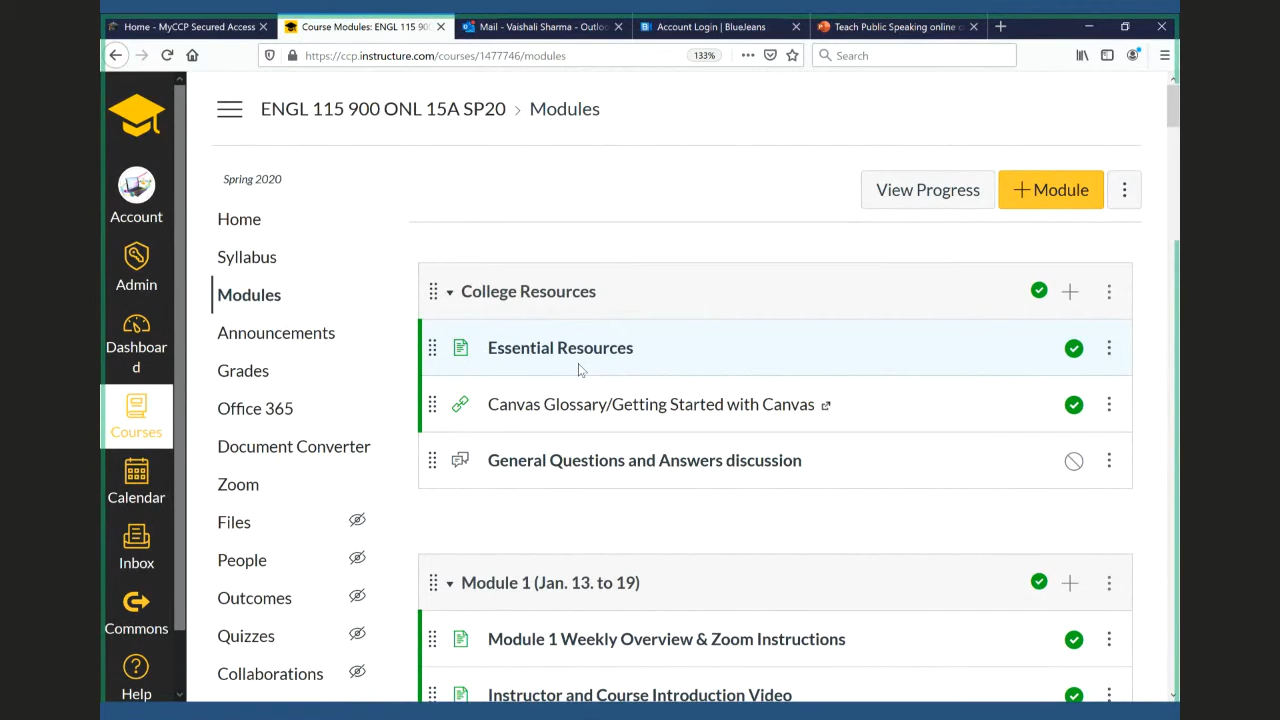 Home - MyCCP Secured Access
Course Modules: ENGL 115 900
Mail - Vaishali Sharma - Outloo
Account Login | BlueJeans
Teach Public Speaking online c
https://ccp.instructure.com/courses/1477746/modules
133%
Search
ENGL 115 900 ONL 15A SP20 > Modules
Spring 2020
View Progress
+ Module
Account
Admin
Dashboar
d
Courses
Calendar
Inbox
Commons
Help
Home
Syllabus
Modules
Announcements
Grades
Office 365
Document Converter
Zoom
Files
People
Outcomes
Quizzes
Collaborations
College Resources
Essential Resources
Canvas Glossary/Getting Started with Canvas
General Questions and Answers discussion
Module 1 (Jan. 13. to 19)
Module 1 Weekly Overview & Zoom Instructions
Instructor and Course Introduction Video